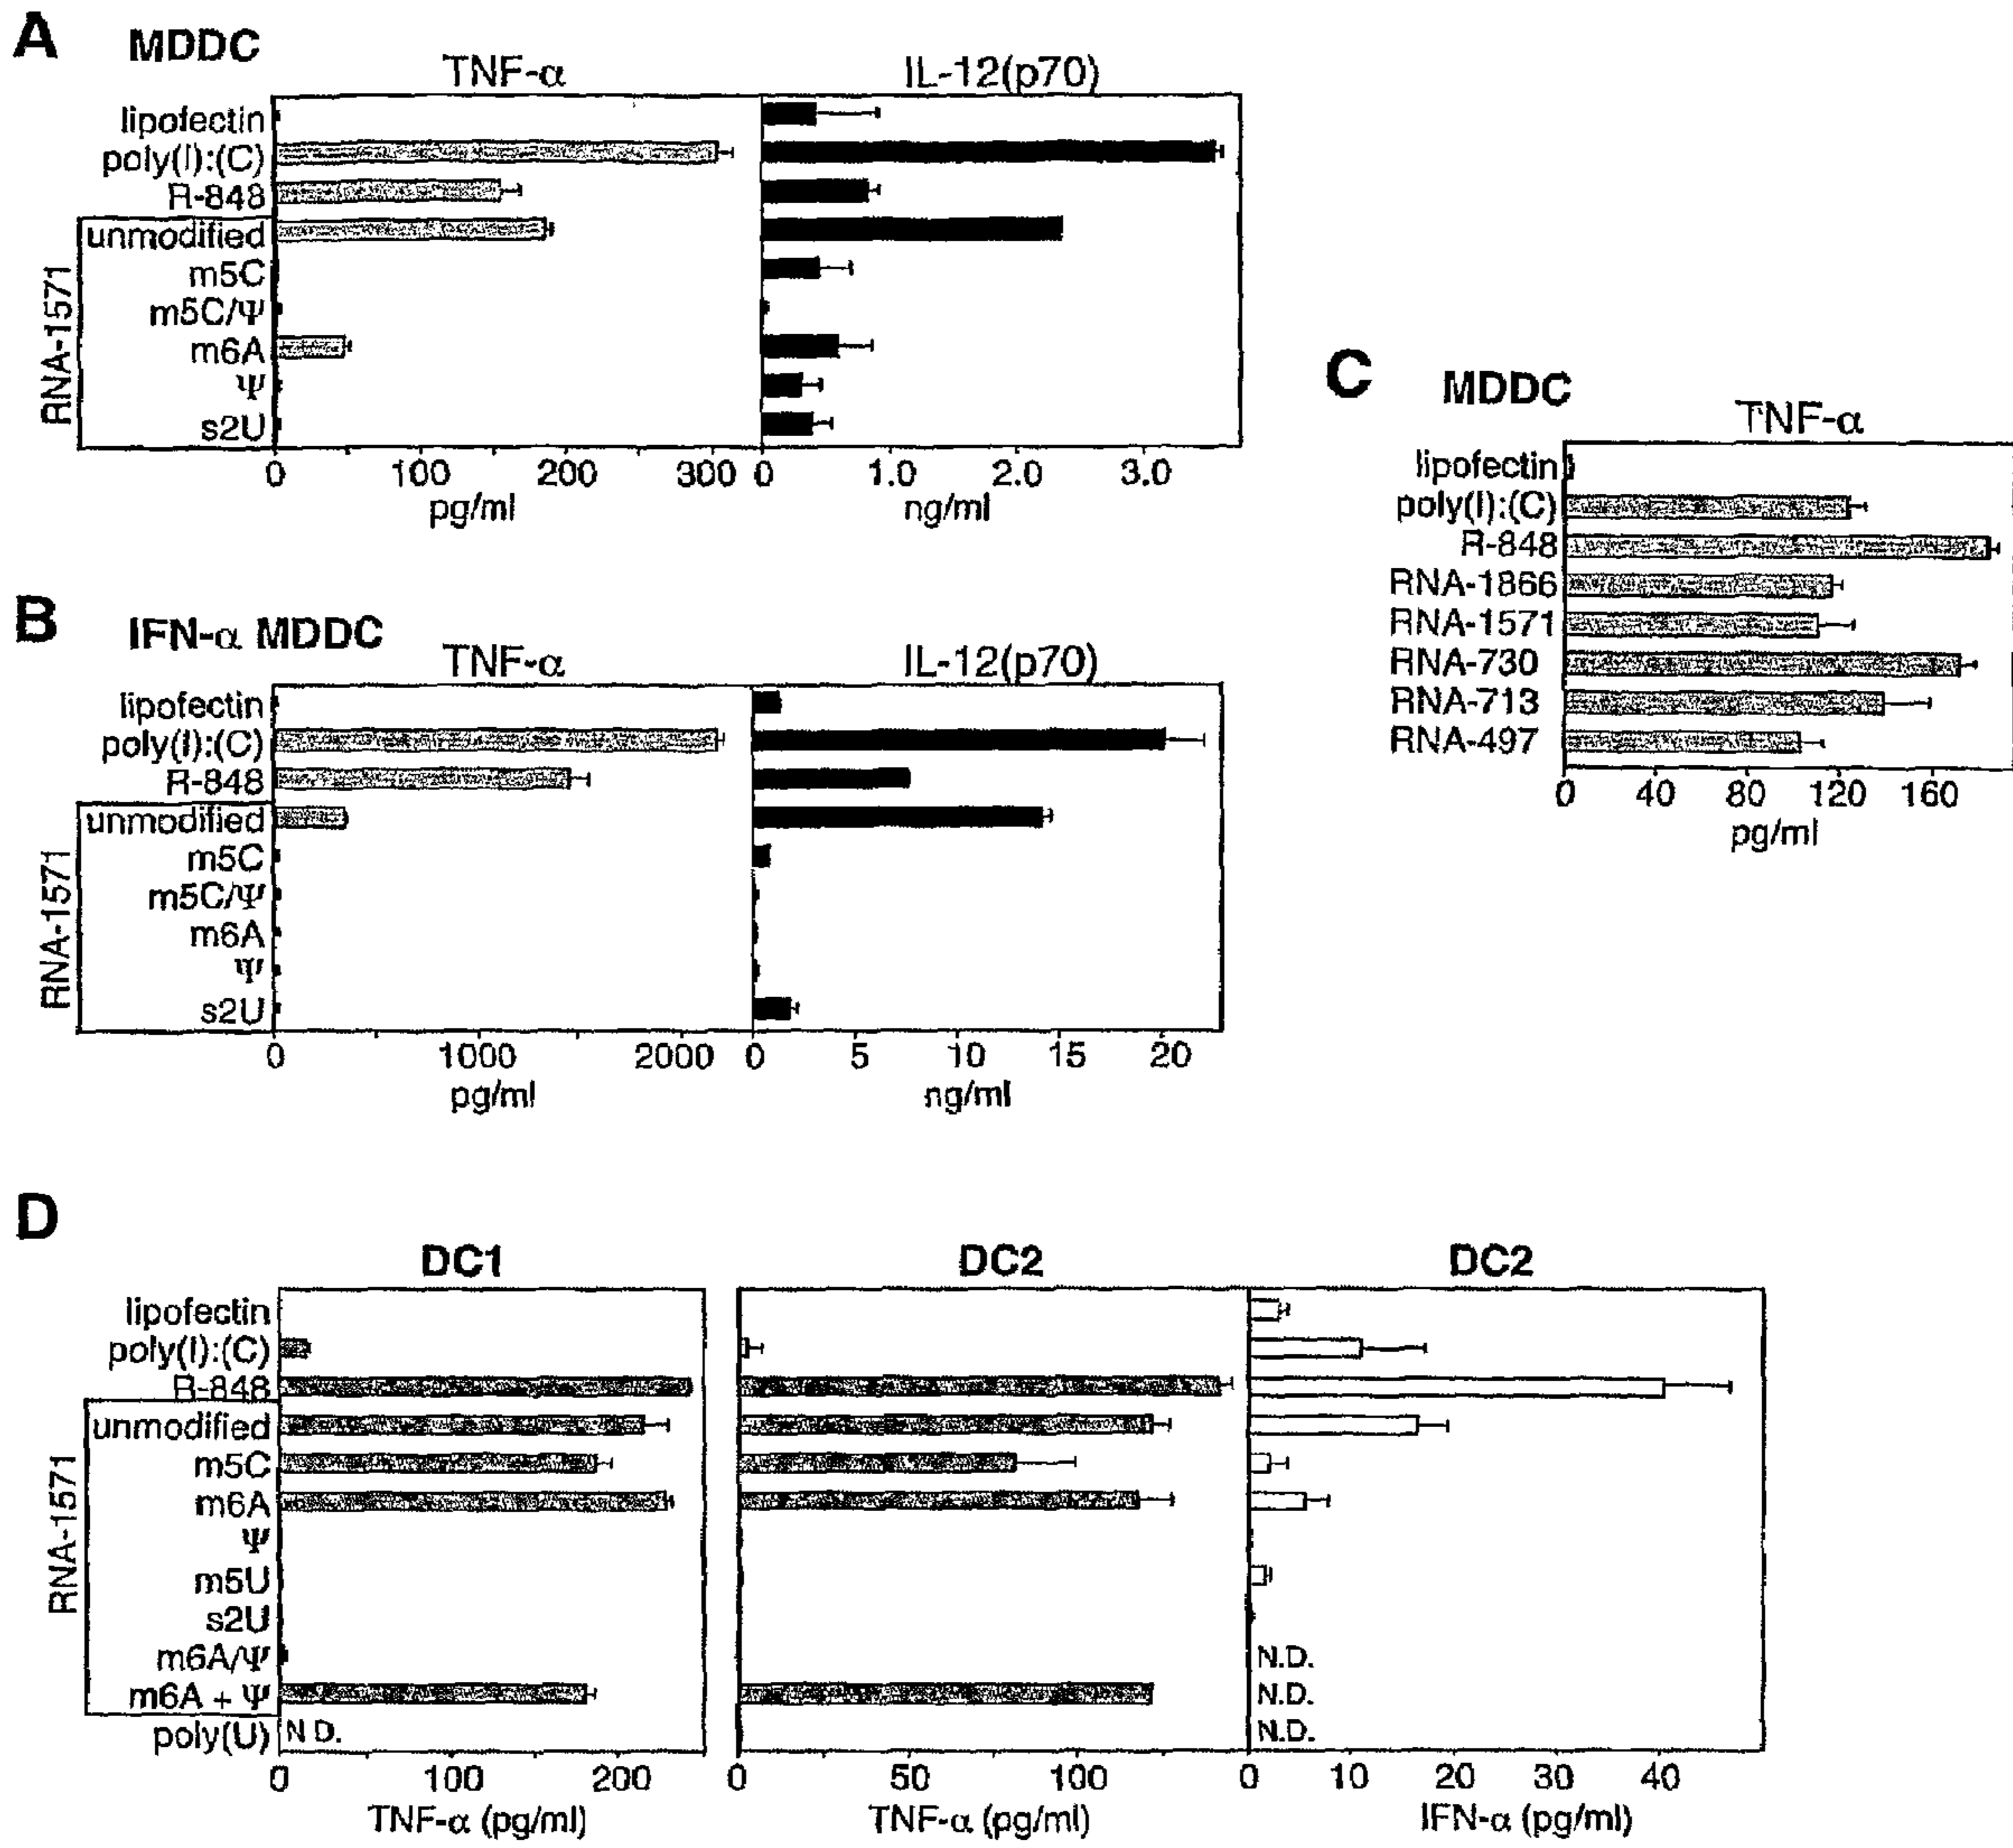 A MDDC
TNF-α IL-12(p70)
lipofectin
poly(I):(C)
R-848
unmodified
m5C
m5C/Ψ
m6A
Ψ
s2U
RNA-1571
0 100 200 300 0 1.0 2.0 3.0
pg/ml ng/ml
B IFN-α MDDC
TNF-α IL-12(p70)
lipofectin
poly(I):(C)
R-848
unmodified
m5C
m5C/Ψ
m6A
Ψ
s2U
RNA-1571
0 1000 2000 0 5 10 15 20
pg/ml ng/ml
C MDDC
TNF-α
lipofectin
poly(I):(C)
R-848
RNA-1866
RNA-1571
RNA-730
RNA-713
RNA-497
0 40 80 120 160
pg/ml
D
DC1 DC2 DC2
lipofectin
poly(I):(C)
R-848
unmodified
m5C
m6A
Ψ
m5U
s2U
m6A/Ψ N.D.
m6A + Ψ N.D.
poly(U) N.D. N.D.
RNA-1571
0 100 200 0 50 100 0 10 20 30 40
TNF-α (pg/ml) TNF-α (pg/ml) IFN-α (pg/ml)